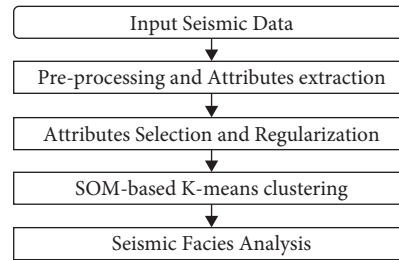 Input Seismic Data
Pre-processing and Attributes extraction
Attributes Selection and Regularization
SOM-based K-means clustering
Seismic Facies Analysis